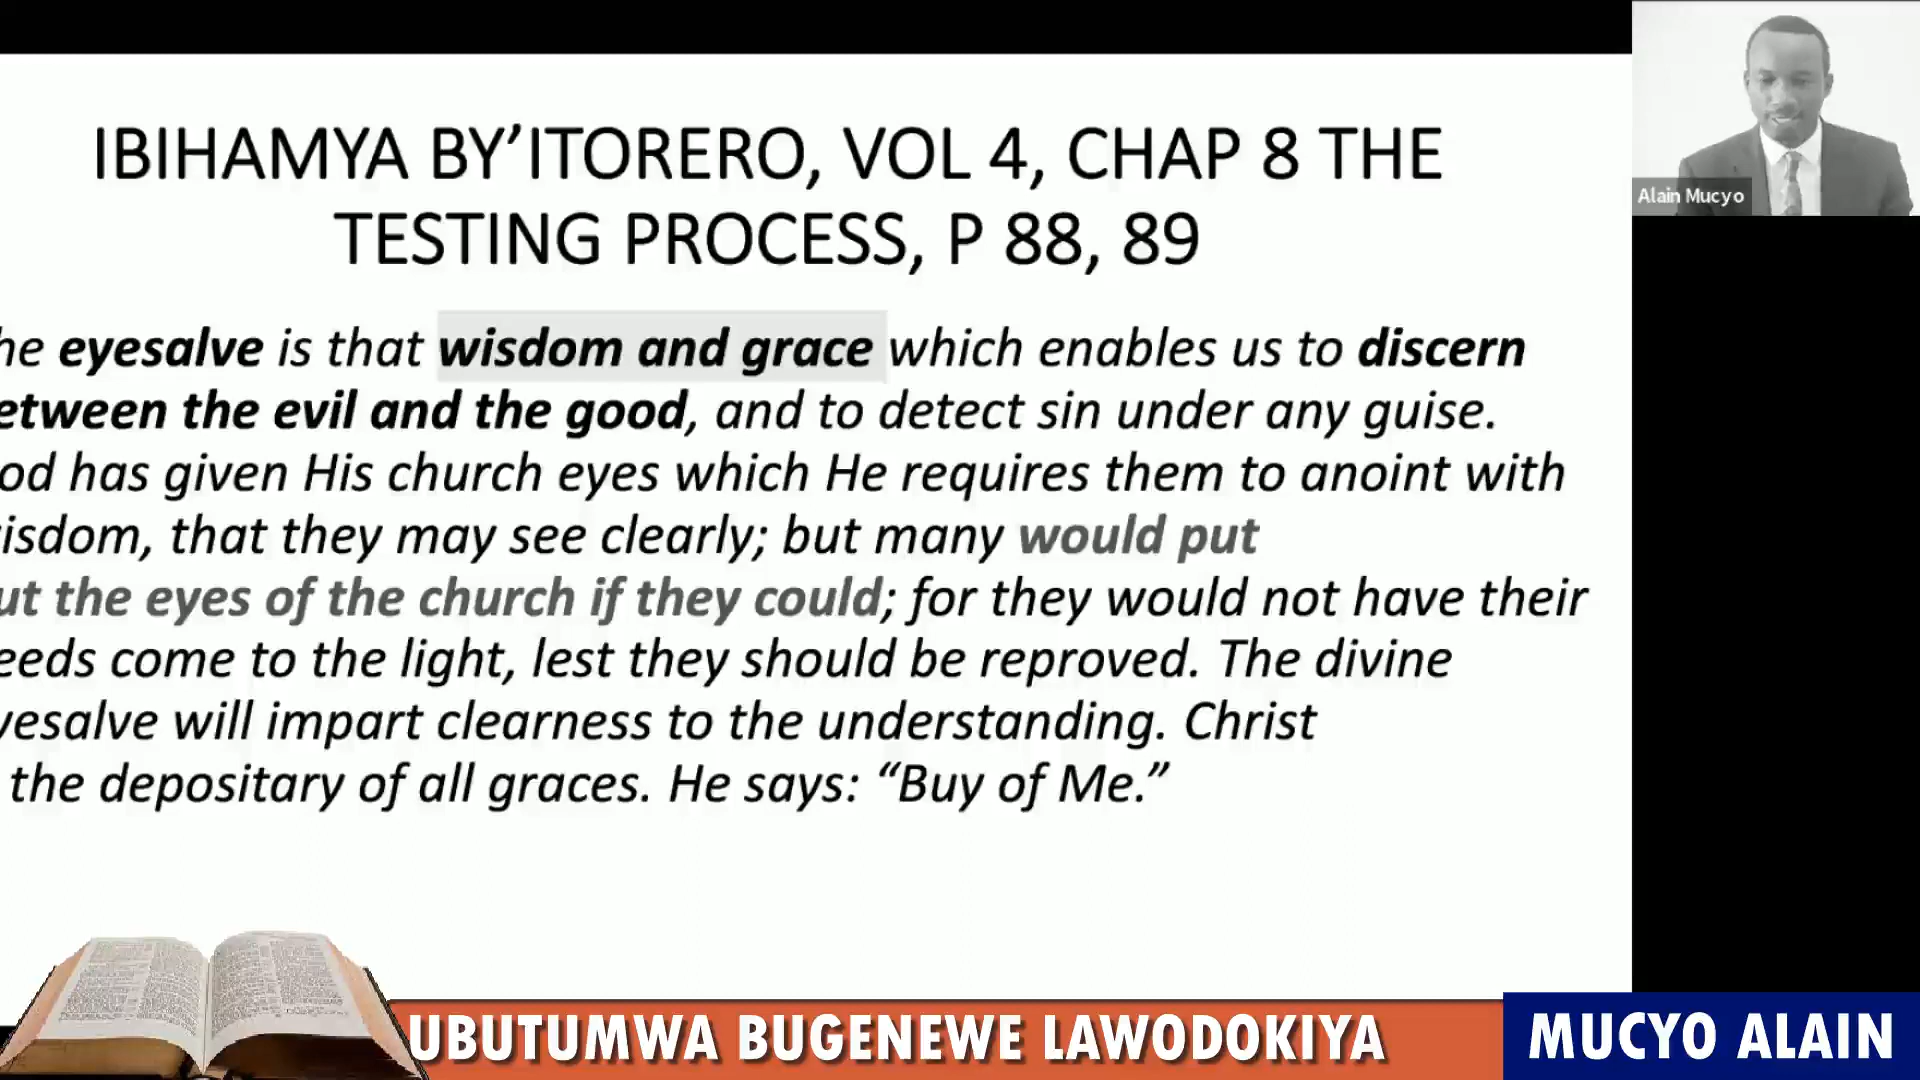 IBIHAMYA BY’ITORERO, VOL 4, CHAP 8 THE
TESTING PROCESS, P 88, 89
he eyesalve is that wisdom and grace which enables us to discern
etween the evil and the good, and to detect sin under any guise.
od has given His church eyes which He requires them to anoint with
isdom, that they may see clearly; but many would put
ut the eyes of the church if they could; for they would not have their
eeds come to the light, lest they should be reproved. The divine
yesalve will impart clearness to the understanding. Christ
the depositary of all graces. He says: “Buy of Me.”
Alain Mucyo
UBUTUMWA BUGENEWE LAWODOKIYA
MUCYO ALAIN